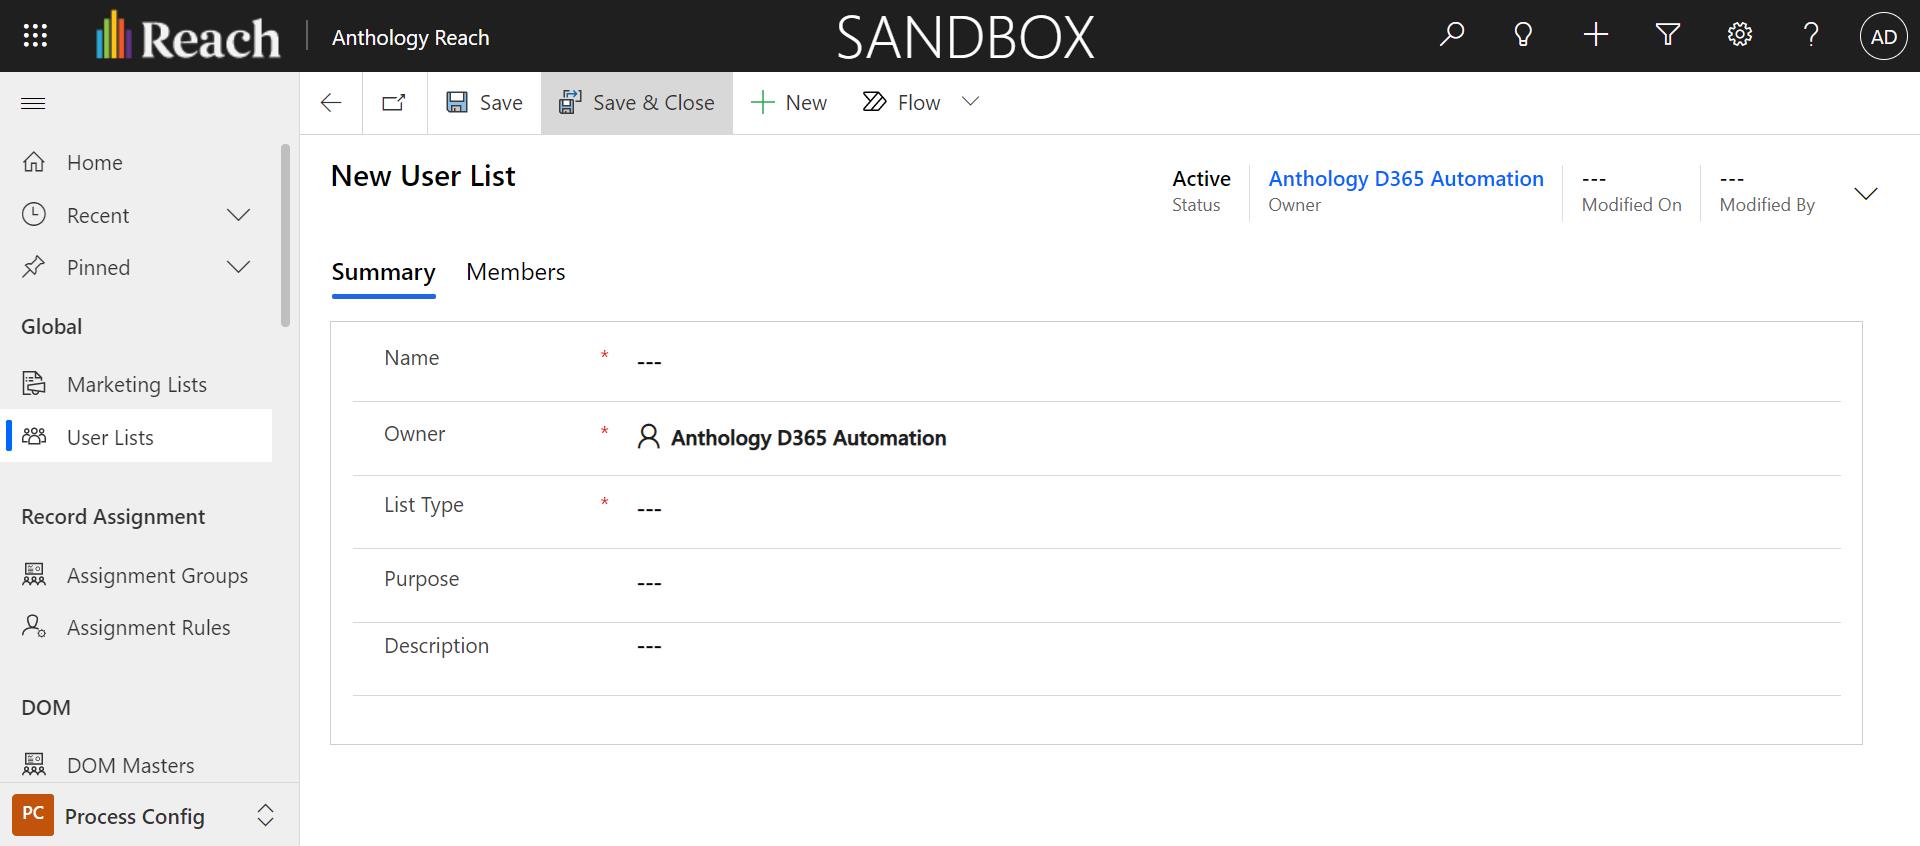 Reach
Anthology Reach
SANDBOX
AD
Save
Save & Close
New
Flow
Home
Recent
Pinned
Global
Marketing Lists
User Lists
Record Assignment
Assignment Groups
Assignment Rules
DOM
DOM Masters
PC
Process Config
New User List
Active
Status
Anthology D365 Automation
Owner
---
Modified On
---
Modified By
Summary
Members
Name * ---
Owner * Anthology D365 Automation
List Type * ---
Purpose ---
Description ---